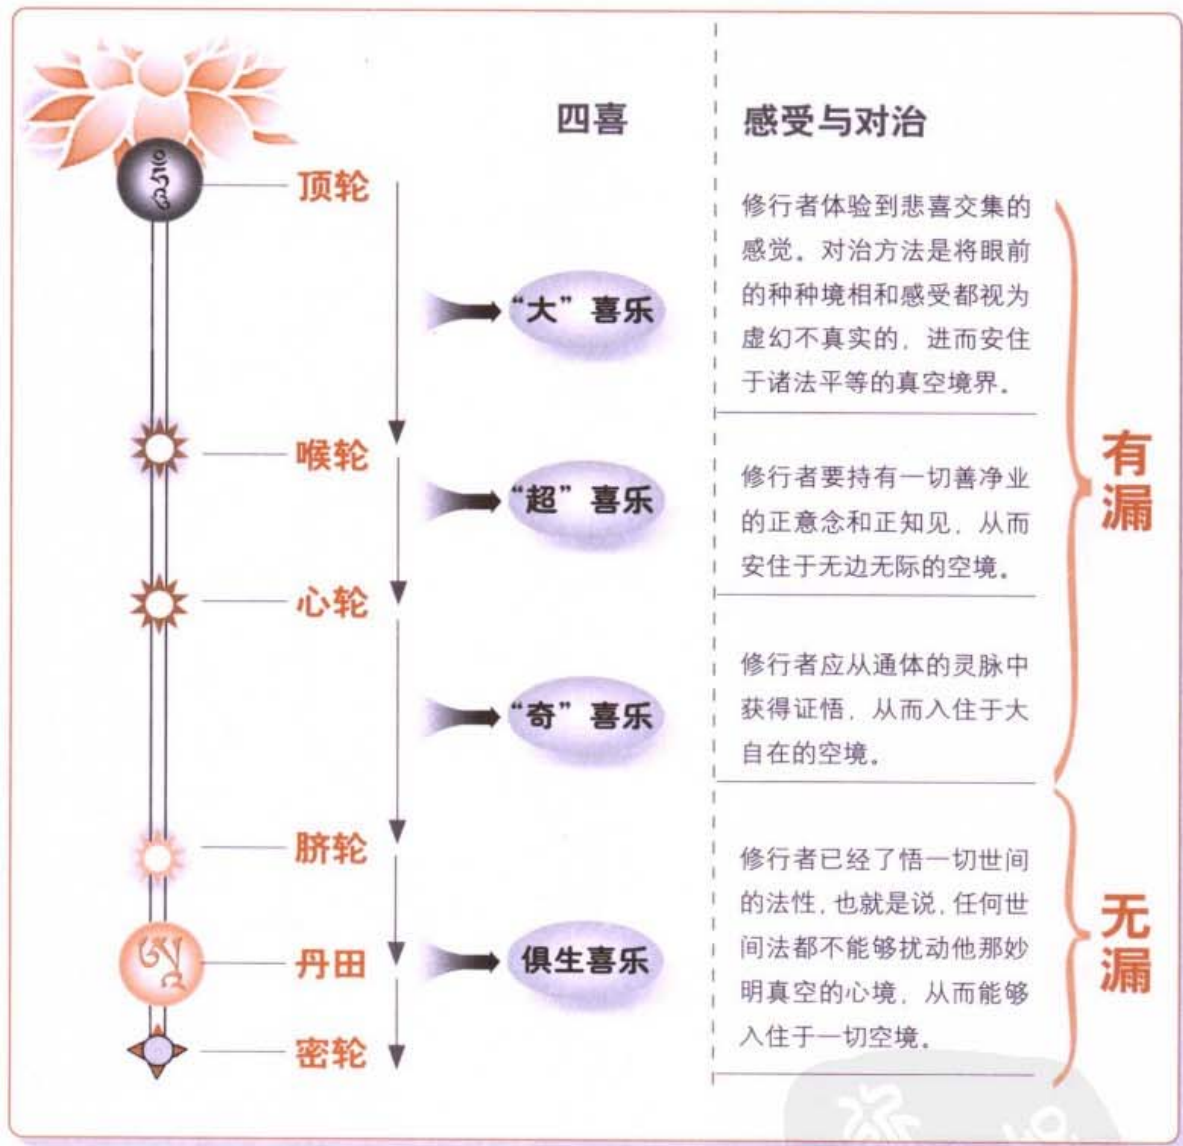 四喜
感受与对治
顶轮
“大”喜乐
修行者体验到悲喜交集的
感觉。对治方法是将眼前
的种种境相和感受都视为
虚幻不真实的，进而安住
于诸法平等的真空境界。
喉轮
“超”喜乐
修行者要持有一切善净业
的正意念和正知见，从而
安住于无边无际的空境。
有漏
心轮
“奇”喜乐
修行者应从通体的灵脉中
获得证悟，从而入住于大
自在的空境。
脐轮
丹田
俱生喜乐
修行者已经了悟一切世间
的法性，也就是说，任何世
间法都不能够扰动他那妙
明真空的心境，从而能够
入住于一切空境。
无漏
密轮